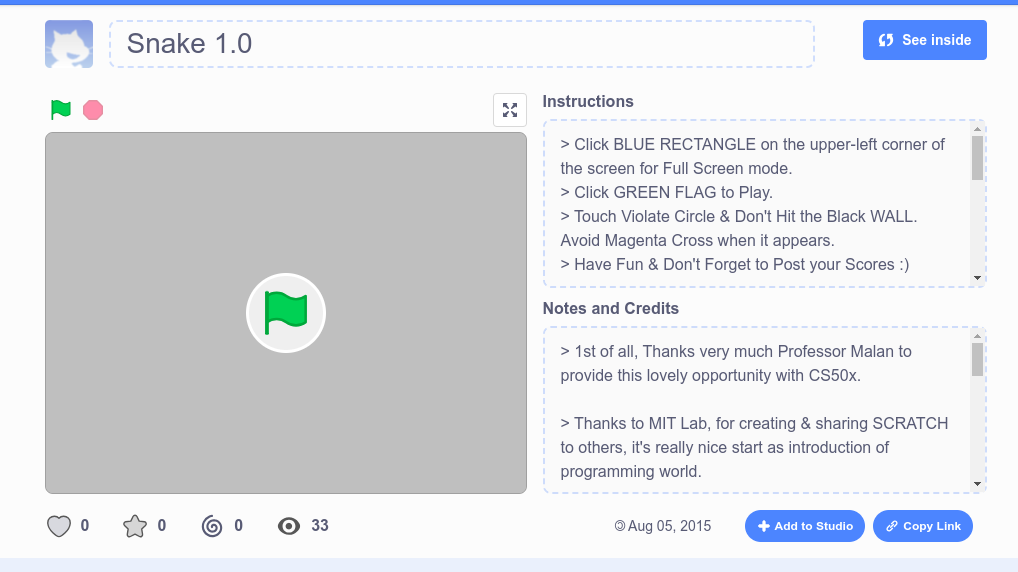 Snake 1.0
See inside
Instructions
> Click BLUE RECTANGLE on the upper-left corner of
the screen for Full Screen mode.
> Click GREEN FLAG to Play.
> Touch Violate Circle & Don't Hit the Black WALL.
Avoid Magenta Cross when it appears.
> Have Fun & Don't Forget to Post your Scores :)
Notes and Credits
> 1st of all, Thanks very much Professor Malan to
provide this lovely opportunity with CS50x.
> Thanks to MIT Lab, for creating & sharing SCRATCH
to others, it's really nice start as introduction of
programming world.
0 0 0 33 Aug 05, 2015 Add to Studio Copy Link